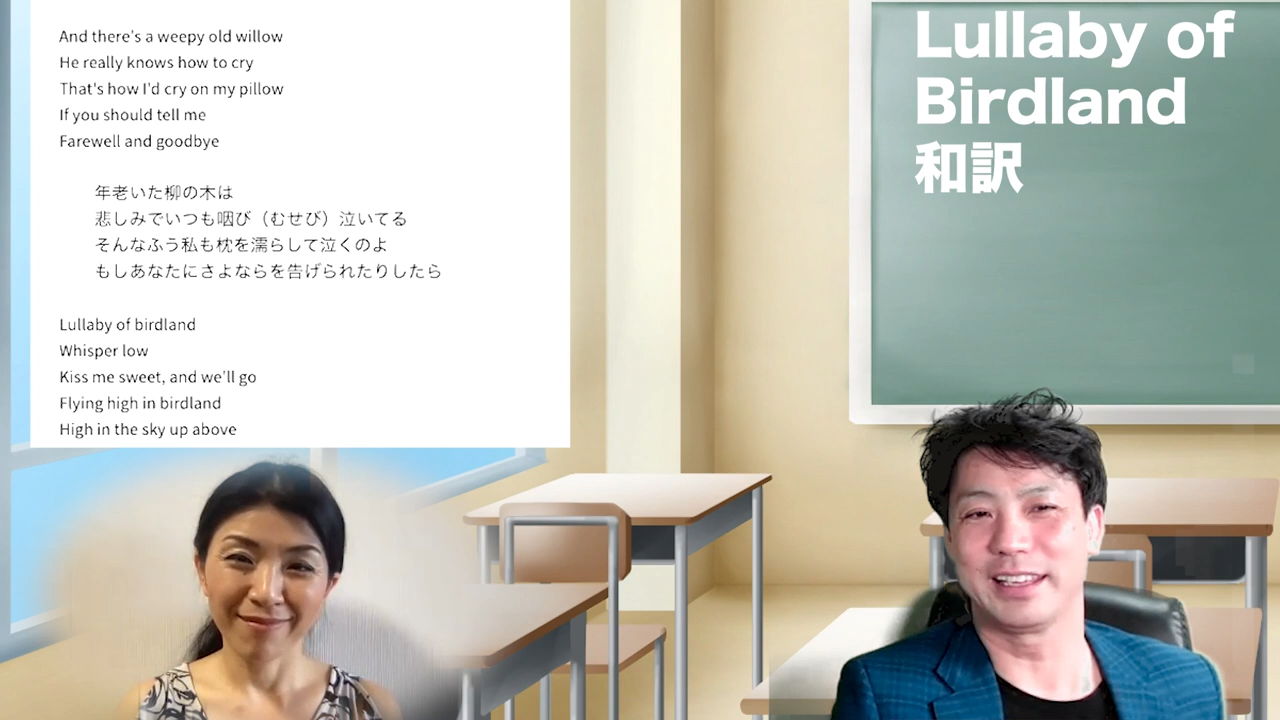 And there's a weepy old willow
He really knows how to cry
That's how I'd cry on my pillow
If you should tell me
Farewell and goodbye
年老いた柳の木は
悲しみでいつも咽び（むせび）泣いてる
そんなふう私も枕を濡らして泣くのよ
もしあなたにさよならを告げられたりしたら
Lullaby of birdland
Whisper low
Kiss me sweet, and we'll go
Flying high in birdland
High in the sky up above
Lullaby of
Birdland
和訳